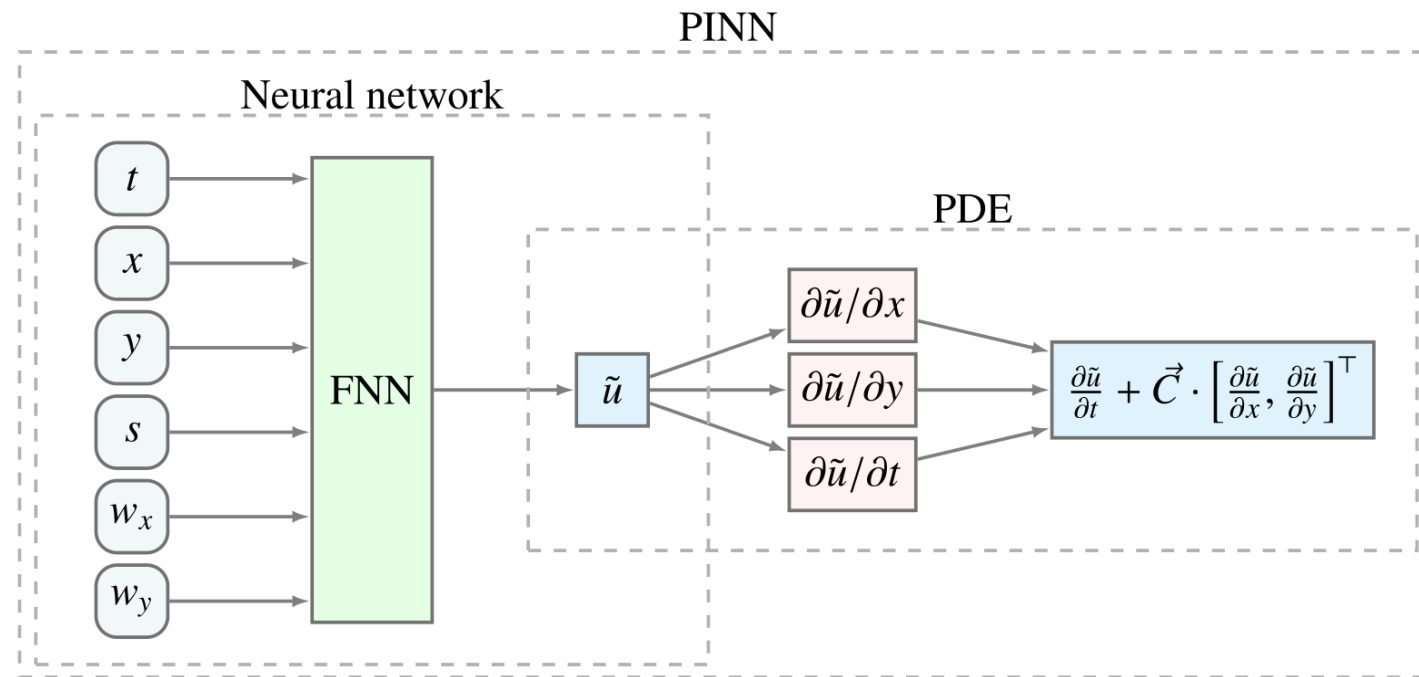 PINN
Neural network
t
x
y
s
w_x
w_y
FNN
PDE
ũ
∂ũ/∂x
∂ũ/∂y
∂ũ/∂t
∂ũ/∂t + C⃗ · [∂ũ/∂x, ∂ũ/∂y]^⊤